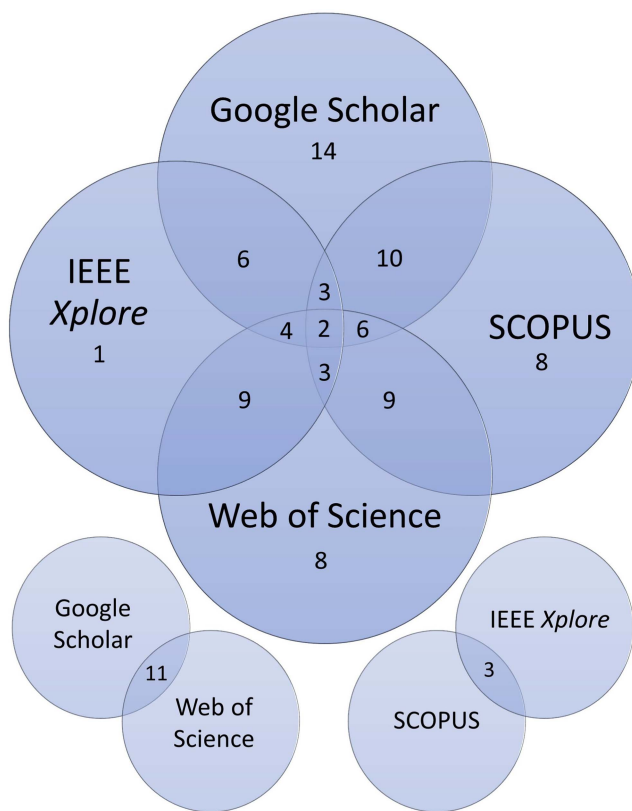 Google Scholar
14
6
10
IEEE
Xplore
1
3
SCOPUS
8
4 2 6
3
9
9
Web of Science
8
Google
Scholar
11
Web of
Science
IEEE Xplore
3
SCOPUS